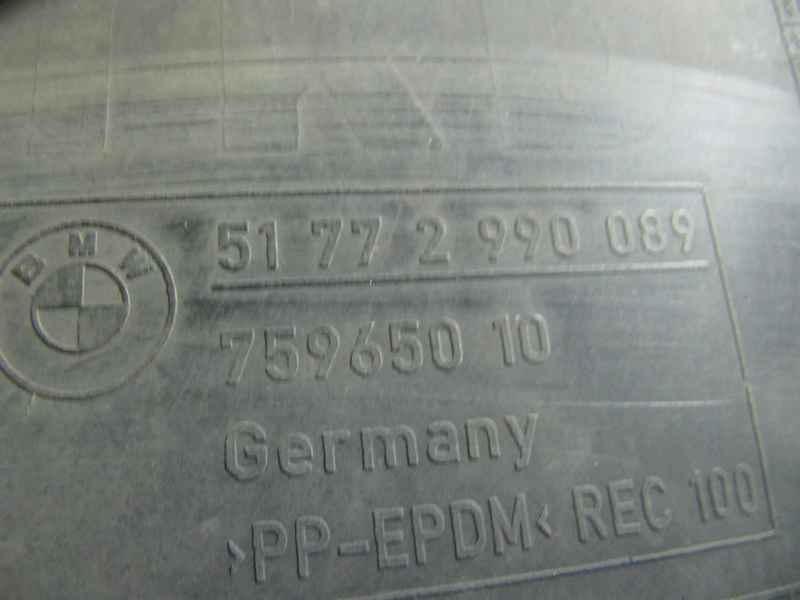 BMW
51 77 2 990 089
759650 10
Germany
>PP-EPDM< REC 100